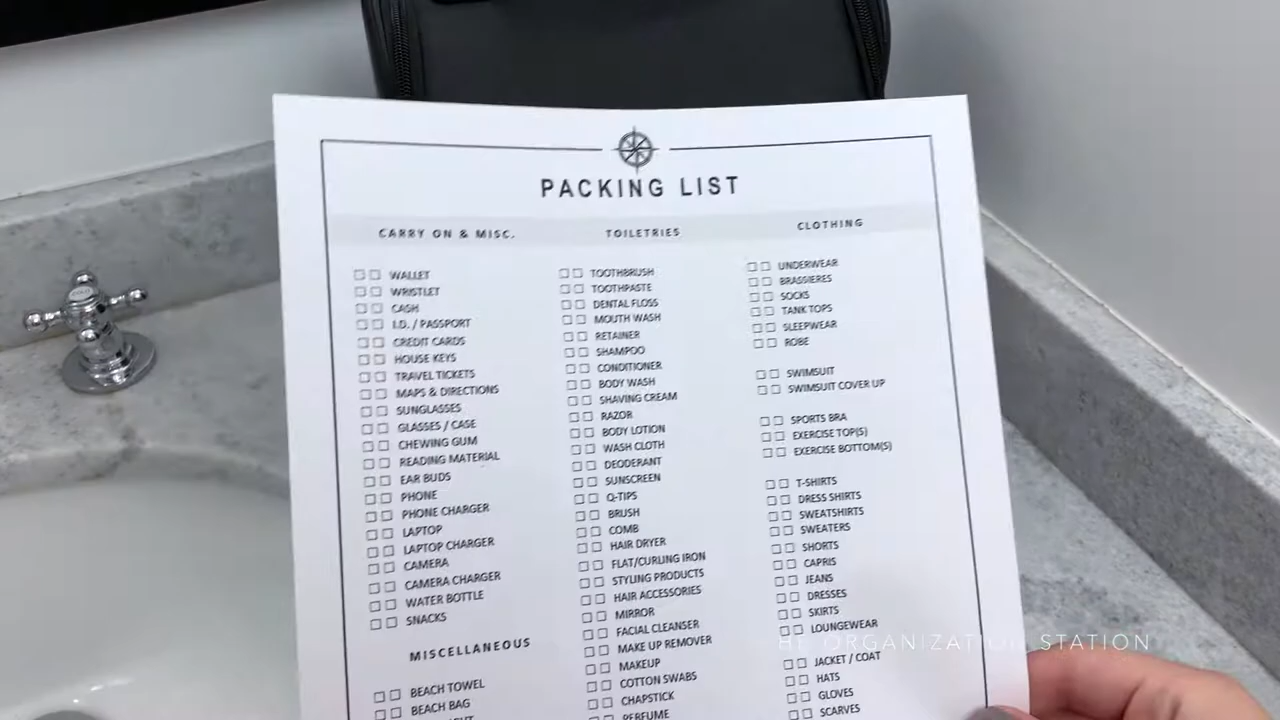 PACKING LIST
CARRY ON & MISC.
WALLET
WRISTLET
CASH
I.D. / PASSPORT
CREDIT CARDS
HOUSE KEYS
TRAVEL TICKETS
MAPS & DIRECTIONS
SUNGLASSES
GLASSES / CASE
CHEWING GUM
READING MATERIAL
EAR BUDS
PHONE
PHONE CHARGER
LAPTOP
LAPTOP CHARGER
CAMERA
CAMERA CHARGER
WATER BOTTLE
SNACKS
MISCELLANEOUS
BEACH TOWEL
BEACH BAG
TOILETRIES
TOOTHBRUSH
TOOTHPASTE
DENTAL FLOSS
MOUTH WASH
RETAINER
SHAMPOO
CONDITIONER
BODY WASH
SHAVING CREAM
RAZOR
BODY LOTION
WASH CLOTH
DEODERANT
SUNSCREEN
Q-TIPS
BRUSH
COMB
HAIR DRYER
FLAT/CURLING IRON
STYLING PRODUCTS
HAIR ACCESSORIES
MIRROR
FACIAL CLEANSER
MAKE UP REMOVER
MAKEUP
COTTON SWABS
CHAPSTICK
PERFUME
CLOTHING
UNDERWEAR
BRASSIERES
SOCKS
TANK TOPS
SLEEPWEAR
ROBE
SWIMSUIT
SWIMSUIT COVER UP
SPORTS BRA
EXERCISE TOP(S)
EXERCISE BOTTOM(S)
T-SHIRTS
DRESS SHIRTS
SWEATSHIRTS
SWEATERS
SHORTS
CAPRIS
JEANS
DRESSES
SKIRTS
LOUNGEWEAR
JACKET / COAT
HATS
GLOVES
SCARVES
HE ORGANIZATION STATION